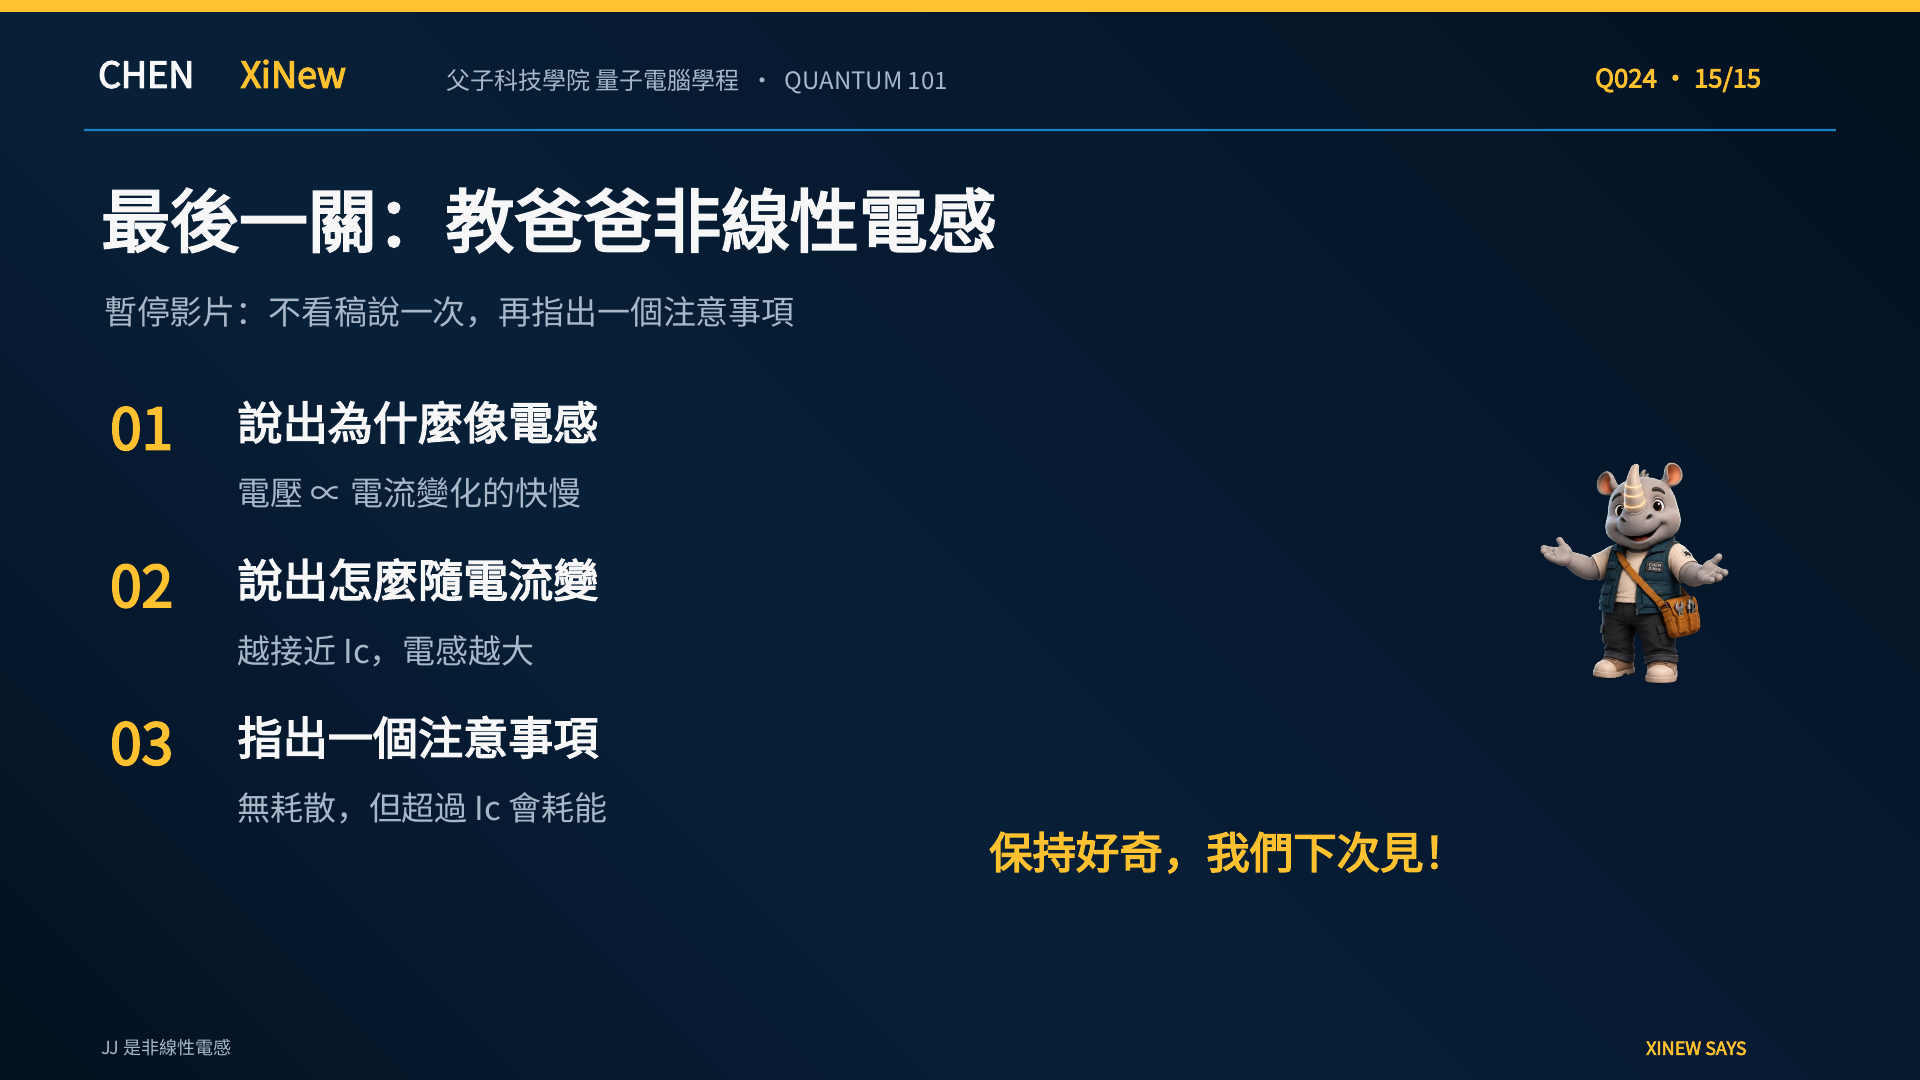 CHEN XiNew 父子科技學院 量子電腦學程 • QUANTUM 101 Q024 • 15/15
最後一關：教爸爸非線性電感
暫停影片：不看稿說一次，再指出一個注意事項
01 說出為什麼像電感
電壓 ∝ 電流變化的快慢
02 說出怎麼隨電流變
越接近 Ic，電感越大
03 指出一個注意事項
無耗散，但超過 Ic 會耗能
保持好奇，我們下次見！
JJ 是非線性電感 XINEW SAYS